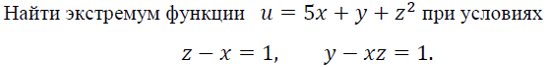 Найти экстремум функции u = 5x + y + z² при условиях
z − x = 1, y − xz = 1.